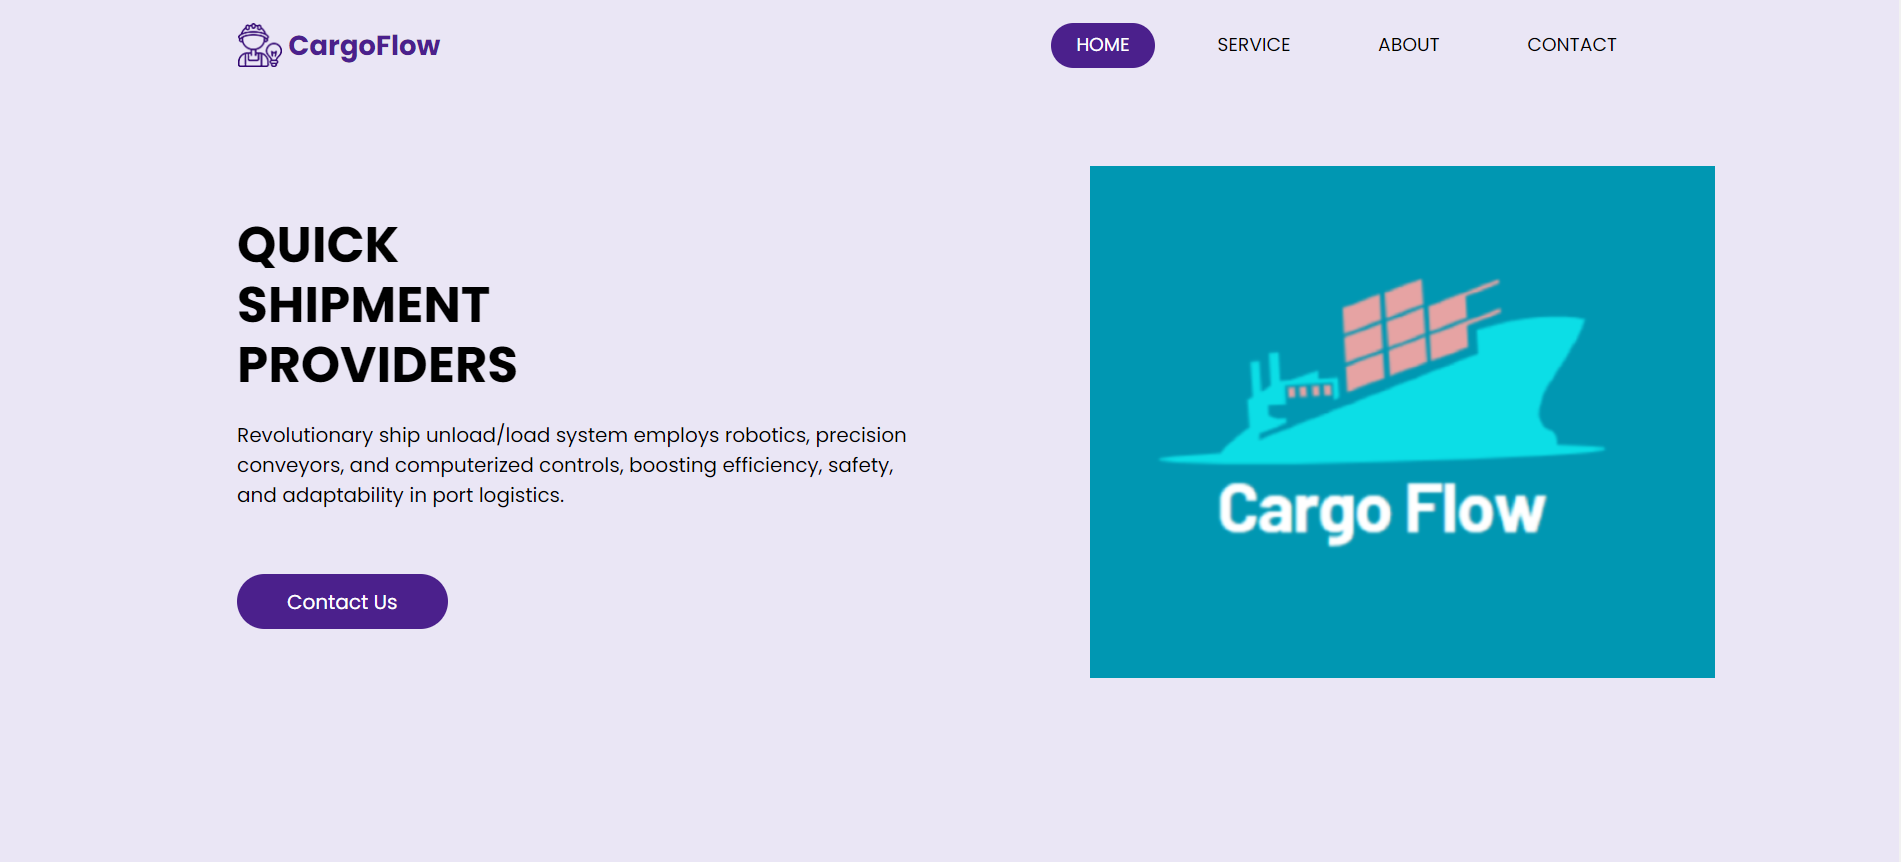 CargoFlow
HOME
SERVICE
ABOUT
CONTACT
QUICK
SHIPMENT
PROVIDERS
Revolutionary ship unload/load system employs robotics, precision
conveyors, and computerized controls, boosting efficiency, safety,
and adaptability in port logistics.
Contact Us
Cargo Flow